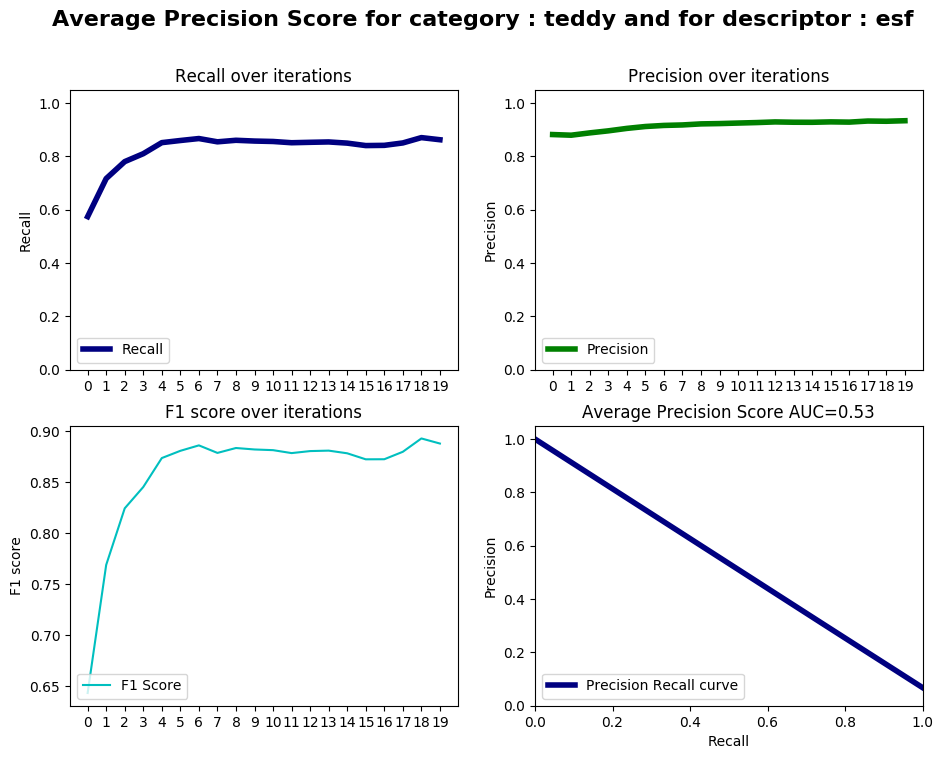 Average Precision Score for category : teddy and for descriptor : esf
Recall over iterations
1.0
0.8
0.6
0.4
0.2
0.0
Recall
Recall
0 1 2 3 4 5 6 7 8 9 10 11 12 13 14 15 16 17 18 19
Precision over iterations
1.0
0.8
0.6
0.4
0.2
0.0
Precision
Precision
0 1 2 3 4 5 6 7 8 9 10 11 12 13 14 15 16 17 18 19
F1 score over iterations
0.90
0.85
0.80
0.75
0.70
0.65
F1 score
F1 Score
0 1 2 3 4 5 6 7 8 9 10 11 12 13 14 15 16 17 18 19
Average Precision Score AUC=0.53
1.0
0.8
0.6
0.4
0.2
0.0
Precision
Precision Recall curve
0.0 0.2 0.4 0.6 0.8 1.0
Recall